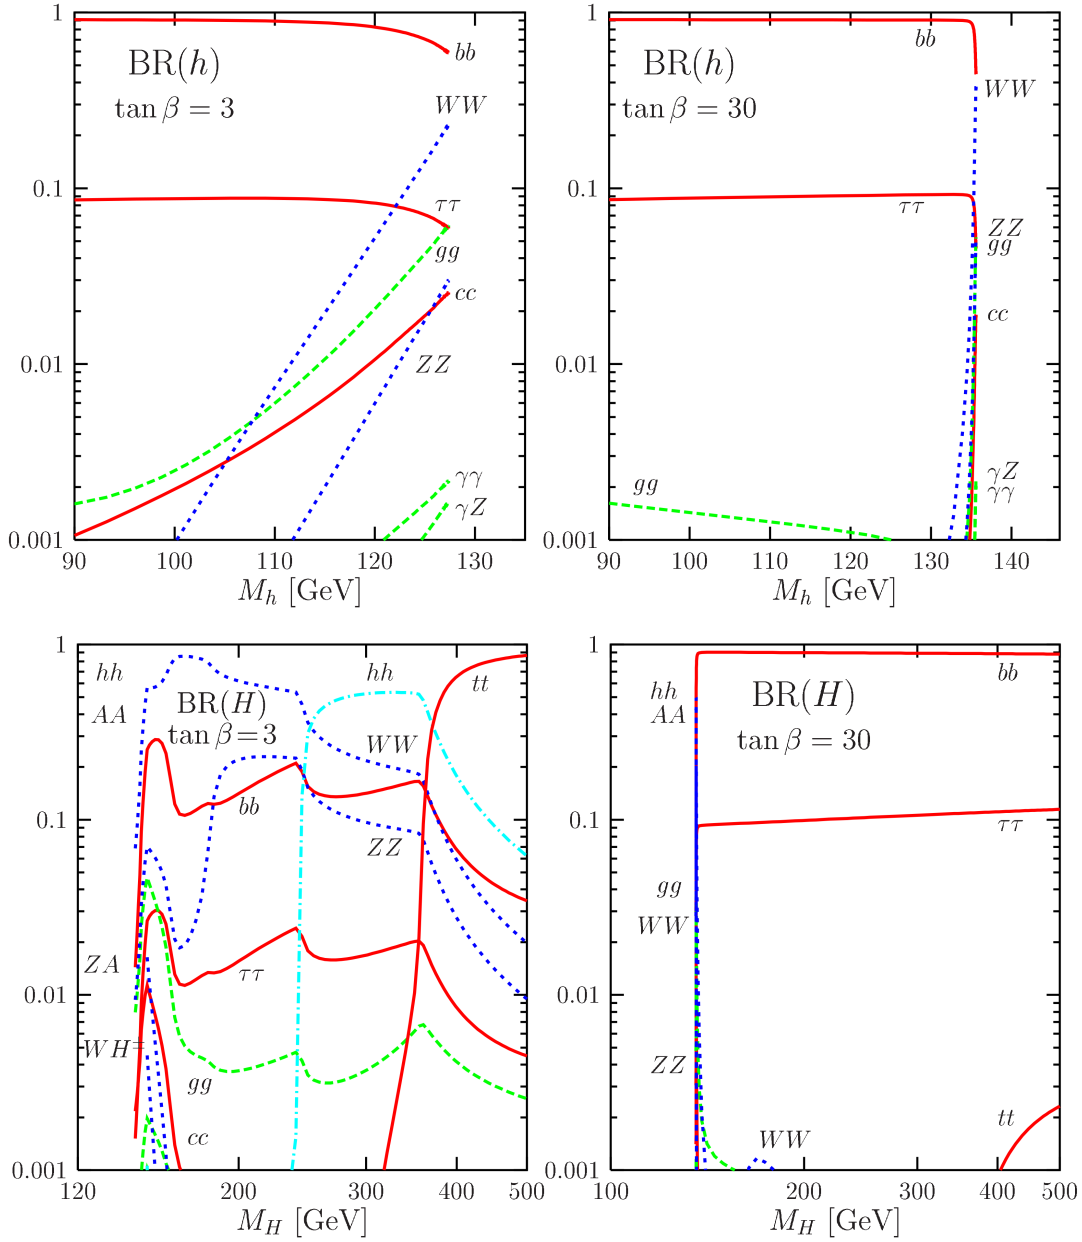 1
0.1
0.01
0.001
BR(h)
tan β = 3
bb
WW
ττ
gg
cc
ZZ
γγ
γZ
90 100 110 120 130
M_h [GeV]
1
0.1
0.01
0.001
BR(h)
tan β = 30
bb
WW
ττ
ZZ
gg
cc
gg
γZ
γγ
90 100 110 120 130 140
M_h [GeV]
1
0.1
0.01
0.001
hh
AA
BR(H)
tan β = 3
hh
tt
WW
bb
ZZ
ZA
ττ
WH±
gg
cc
120 200 300 400 500
M_H [GeV]
1
0.1
0.01
0.001
hh
AA
BR(H)
tan β = 30
bb
ττ
gg
WW
ZZ
WW
tt
100 200 300 400 500
M_H [GeV]